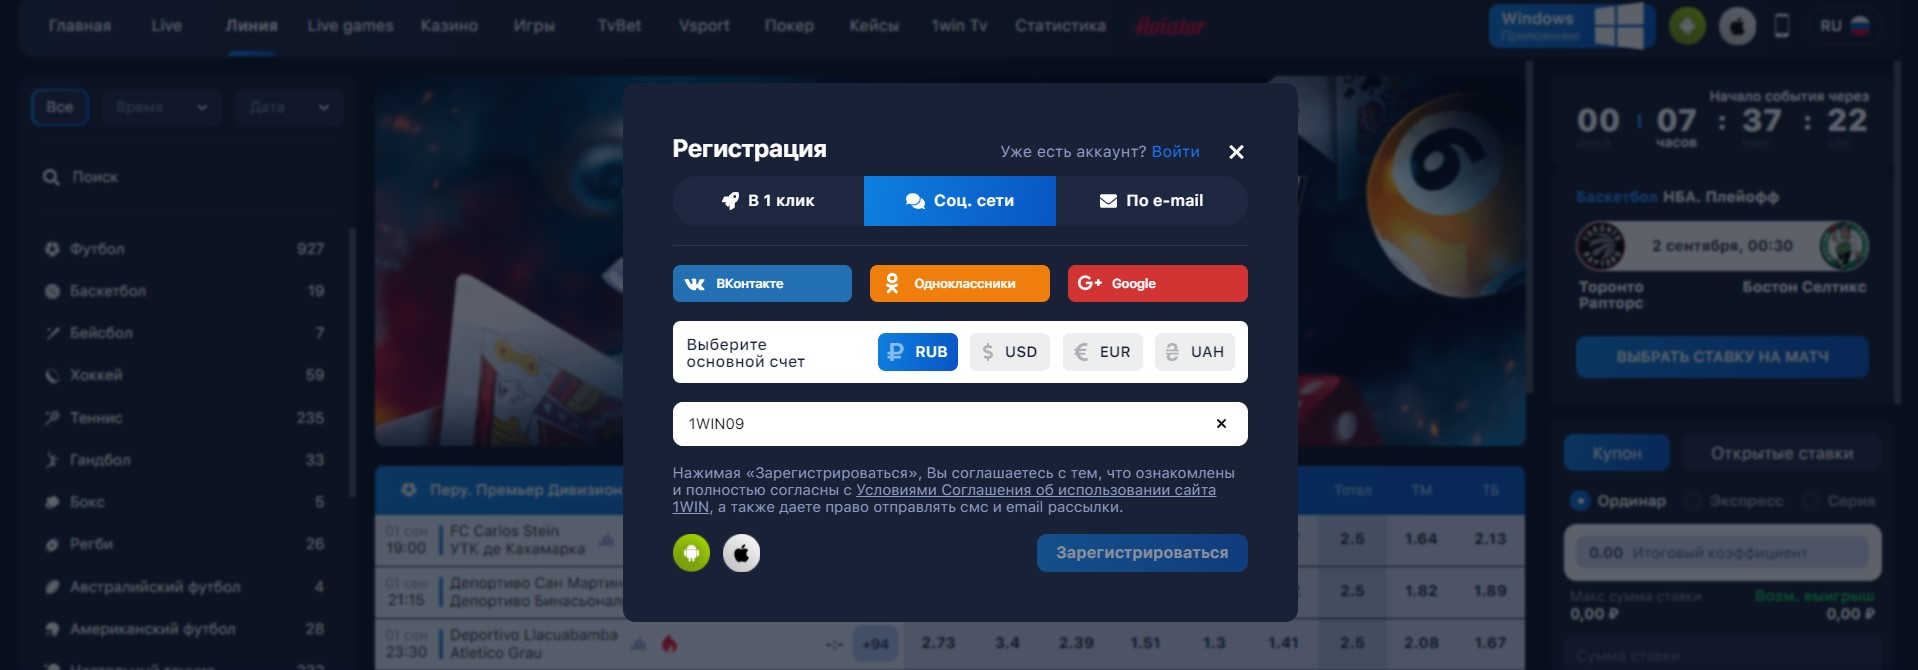 Главная Live Линия Live games Казино Игры TvBet Vsport Покер Кейсы 1win Tv Статистика Aviator
Windows
Приложение
RU
Все Время Дата
Поиск
Футбол 927
Баскетбол 19
Бейсбол 7
Хоккей 59
Теннис 235
Гандбол 33
Бокс 5
Регби 26
Австралийский футбол 4
Американский футбол 28
Регистрация
Уже есть аккаунт? Войти
В 1 клик Соц. сети По e-mail
ВКонтакте Одноклассники Google
Выберите
основной счет
₽ RUB $ USD € EUR ₴ UAH
1WIN09
Нажимая «Зарегистрироваться», Вы соглашаетесь с тем, что ознакомлены
и полностью согласны с Условиями Соглашения об использовании сайта
1WIN, а также даете право отправлять смс и email рассылки.
Зарегистрироваться
Перу. Премьер Дивизион
Тотал ТМ ТБ
01 сен
19:00
FC Carlos Stein
УТК де Кахамарка
2.5 1.64 2.13
01 сен
21:15
Депортиво Сан Мартин
Депортиво Бинасьонал
2.5 1.82 1.89
01 сен
23:30
Deportivo Llacuabamba
Atletico Grau
-:- +94 2.73 3.4 2.39 1.51 1.3 1.41 2.5 2.08 1.67
Начало события через
00 07 : 37 : 22
часов
Баскетбол НБА. Плейофф
2 сентября, 00:30
Торонто
Рапторс
Бостон Селтикс
ВЫБРАТЬ СТАВКУ НА МАТЧ
Купон Открытые ставки
Ординар Экспресс Серия
0.00 Итоговый коэффициент
Макс сумма ставки Возм. выигрыш
0,00 ₽ 0,00 ₽
Сумма ставки